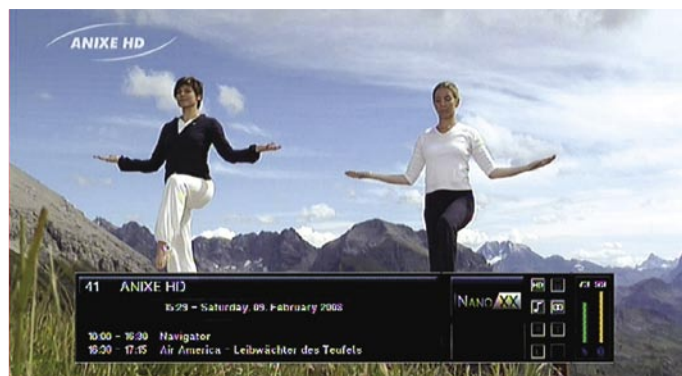 ANIXE HD
41 ANIXE HD
15:29 - Saturday, 09. February 2008
NANO XX
HD
10:00 - 16:30 Navigator
16:30 - 17:15 Air America - Leibwächter des Teufels
S Q